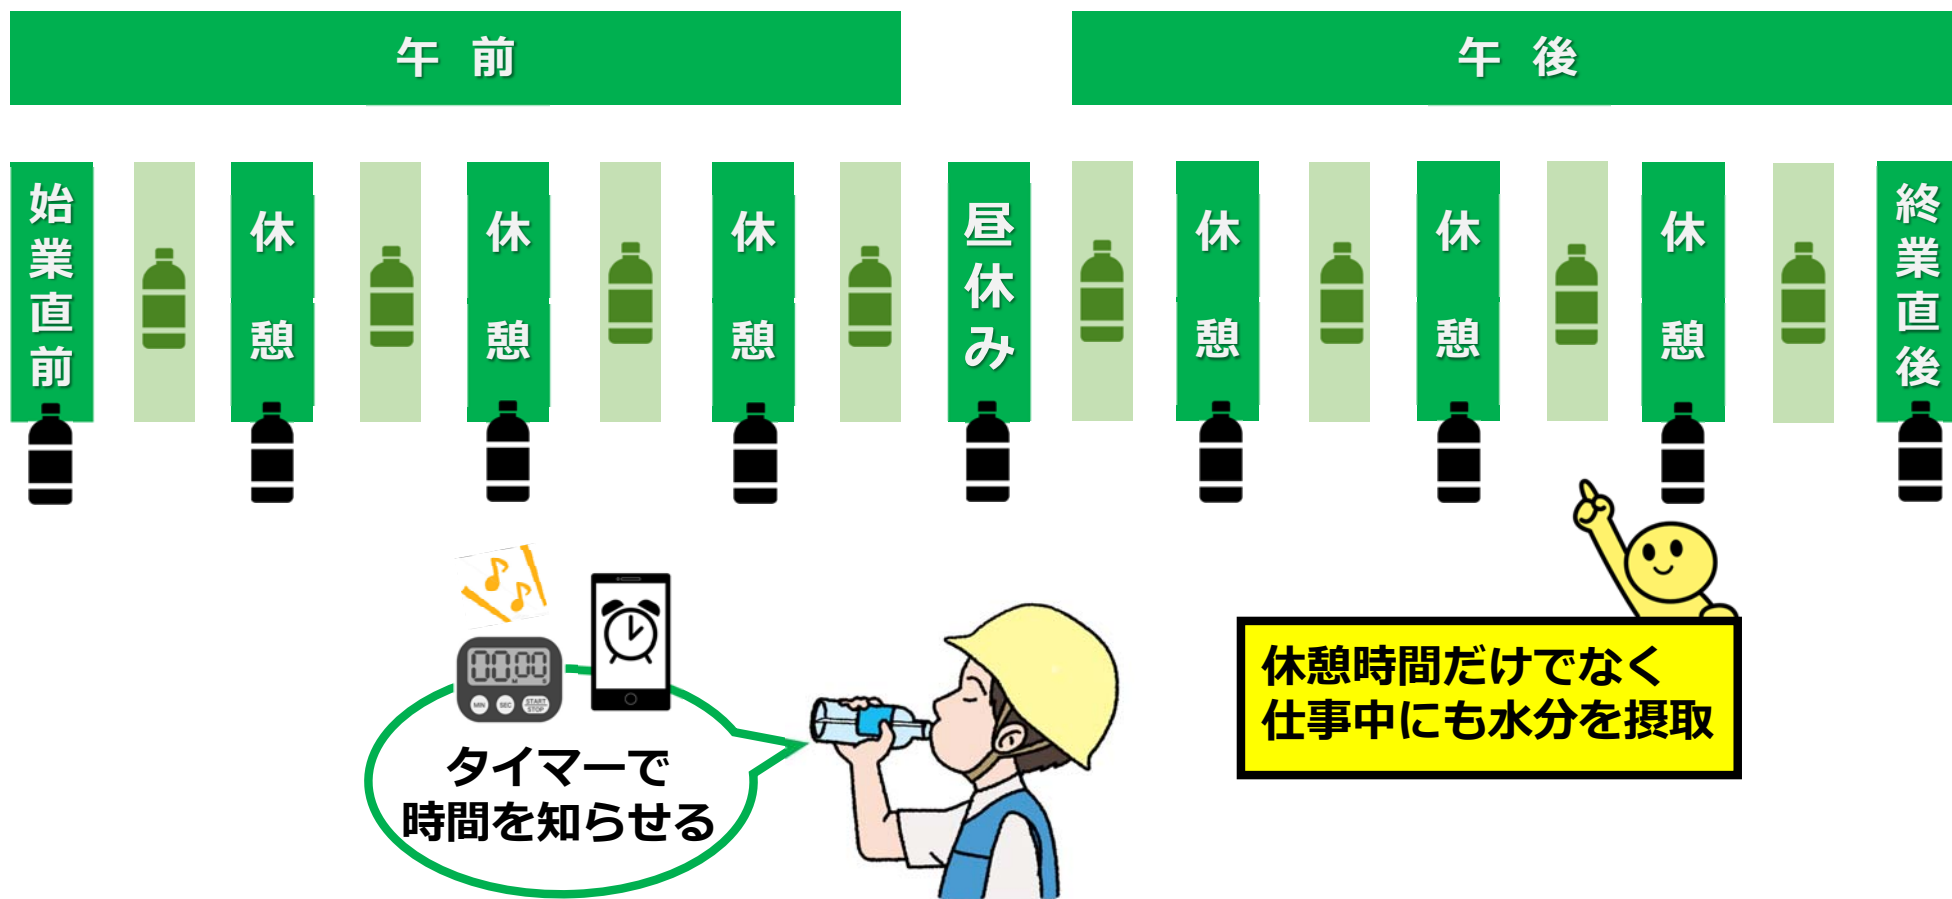 午前
午後
始業直前
休憩
休憩
休憩
昼休み
休憩
休憩
休憩
終業直後
00:00
MIN
SEC
START
STOP
タイマーで
時間を知らせる
休憩時間だけでなく
仕事中にも水分を摂取